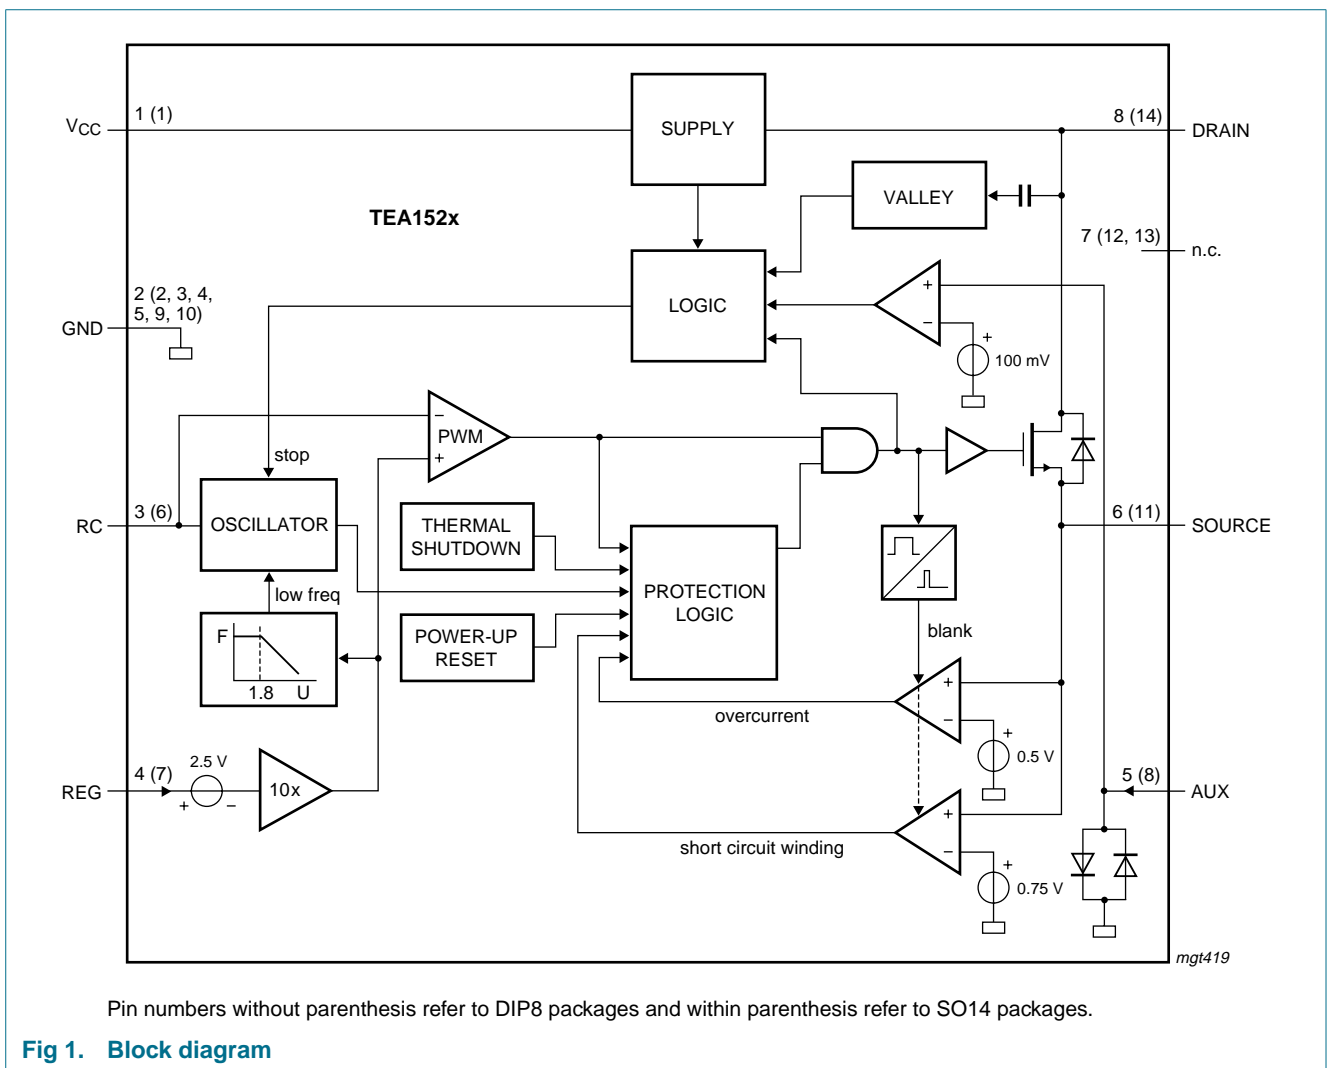 SUPPLY
VCC
1 (1)
8 (14)
DRAIN
VALLEY
TEA152x
7 (12, 13)
n.c.
2 (2, 3, 4,
5, 9, 10)
GND
LOGIC
+
−
+
100 mV
−
PWM
+
stop
RC
3 (6)
OSCILLATOR
THERMAL
SHUTDOWN
6 (11)
SOURCE
low freq
PROTECTION
LOGIC
F
1.8
U
POWER-UP
RESET
blank
+
−
overcurrent
+
0.5 V
REG
4 (7)
2.5 V
+
−
10x
5 (8)
AUX
+
−
short circuit winding
+
0.75 V
mgt419
Pin numbers without parenthesis refer to DIP8 packages and within parenthesis refer to SO14 packages.
Fig 1. Block diagram